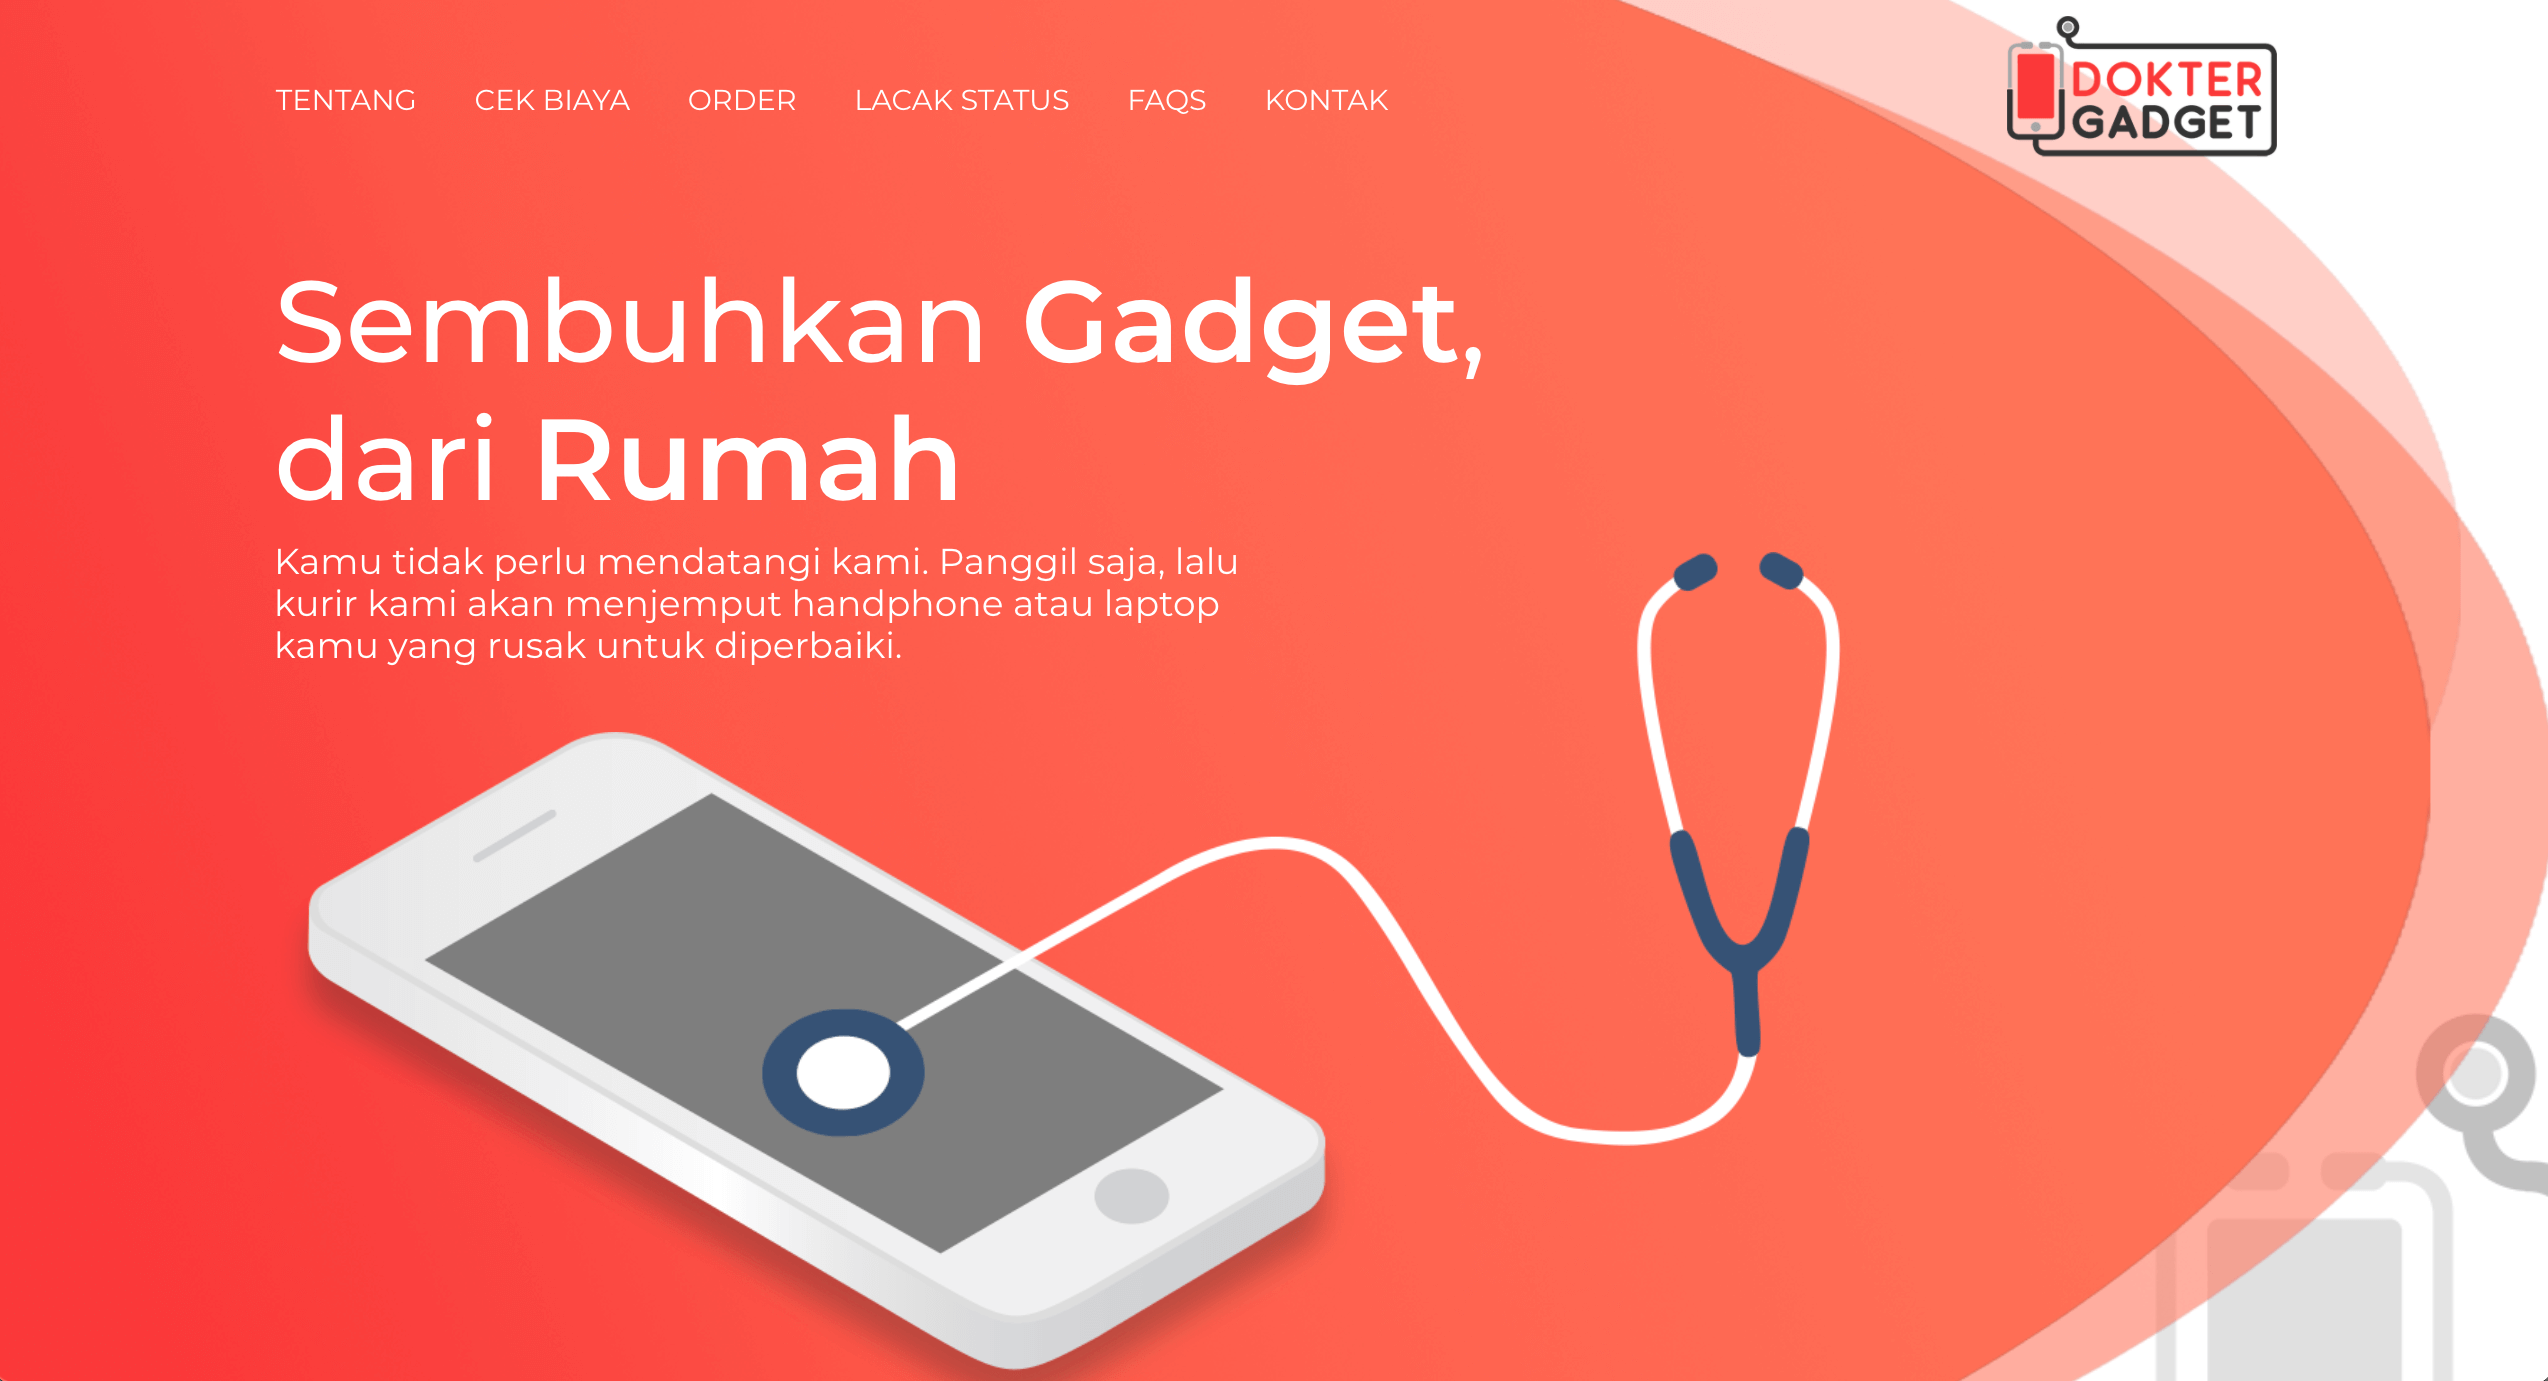 TENTANG CEK BIAYA ORDER LACAK STATUS FAQS KONTAK
DOKTER
GADGET
Sembuhkan Gadget,
dari Rumah
Kamu tidak perlu mendatangi kami. Panggil saja, lalu
kurir kami akan menjemput handphone atau laptop
kamu yang rusak untuk diperbaiki.